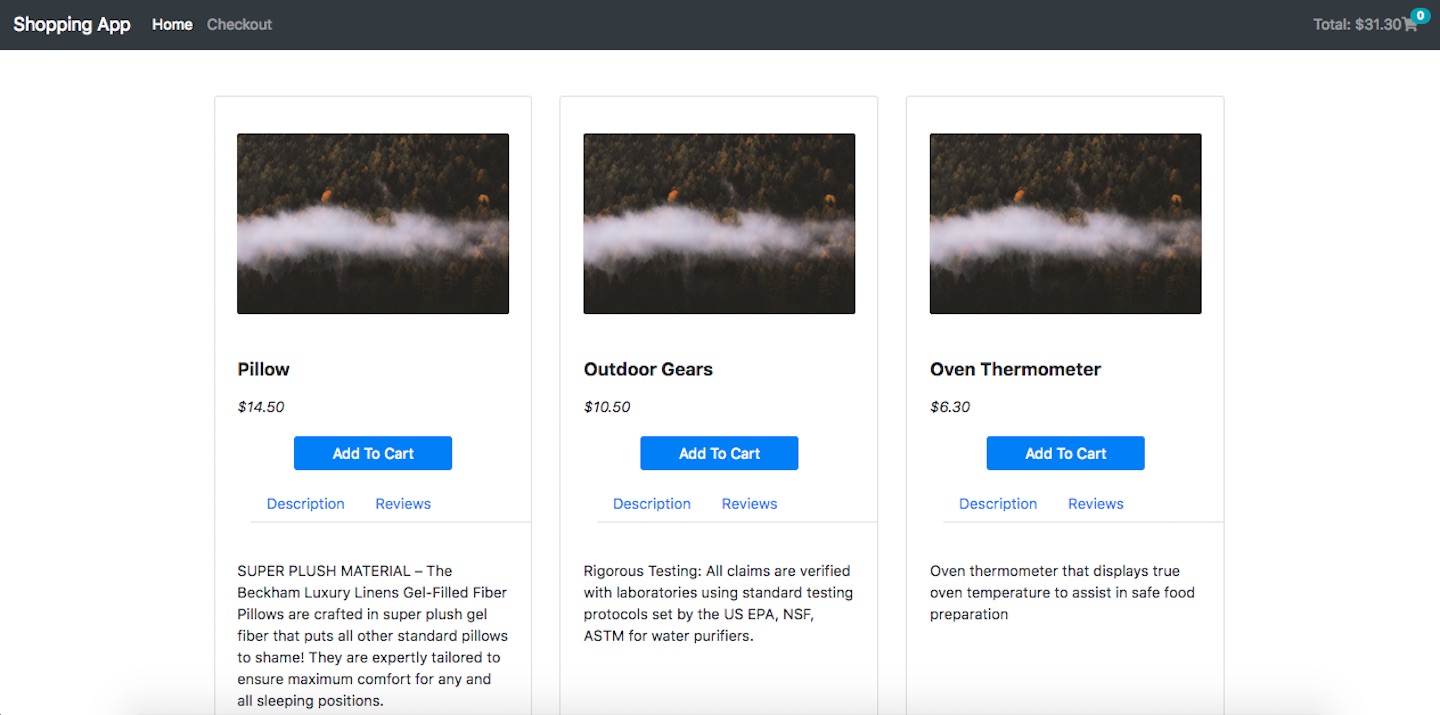 Shopping App Home Checkout Total: $31.30 0
Pillow
$14.50
Add To Cart
Description Reviews
SUPER PLUSH MATERIAL – The
Beckham Luxury Linens Gel-Filled Fiber
Pillows are crafted in super plush gel
fiber that puts all other standard pillows
to shame! They are expertly tailored to
ensure maximum comfort for any and
all sleeping positions.
Outdoor Gears
$10.50
Add To Cart
Description Reviews
Rigorous Testing: All claims are verified
with laboratories using standard testing
protocols set by the US EPA, NSF,
ASTM for water purifiers.
Oven Thermometer
$6.30
Add To Cart
Description Reviews
Oven thermometer that displays true
oven temperature to assist in safe food
preparation